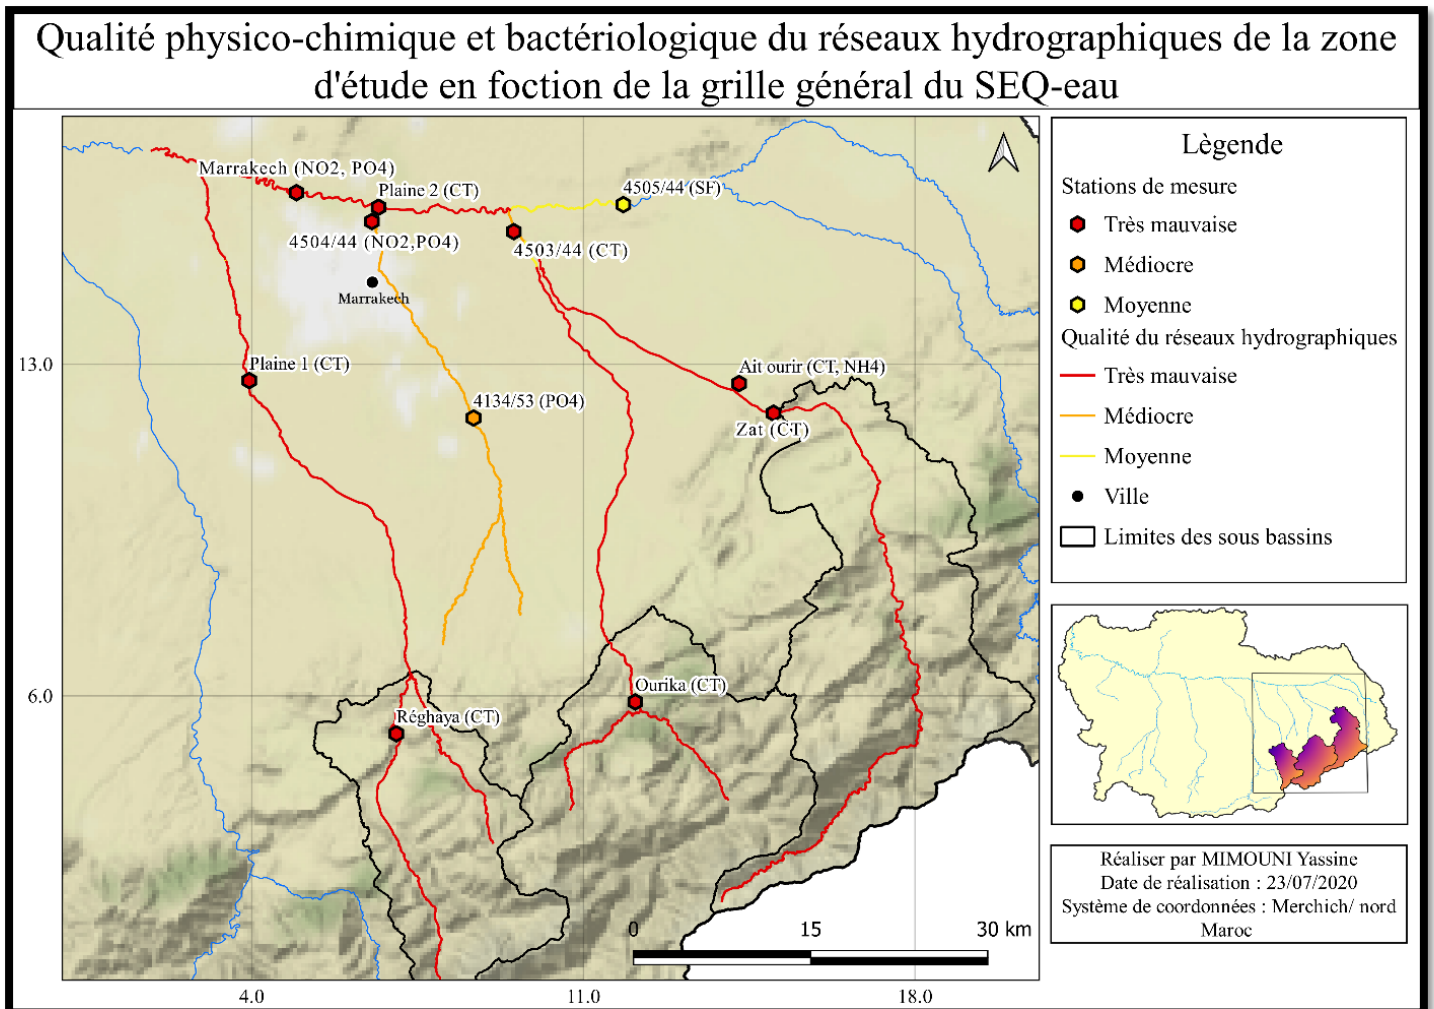 Qualité physico-chimique et bactériologique du réseaux hydrographiques de la zone
d'étude en foction de la grille général du SEQ-eau
Marrakech (NO2, PO4)
Plaine 2 (CT)
4505/44 (SF)
4504/44 (NO2,PO4)
4503/44 (CT)
Marrakech
13.0
Plaine 1 (CT)
Ait ourir (CT, NH4)
4134/53 (PO4)
Zat (CT)
6.0
Ourika (CT)
Réghaya (CT)
0 15 30 km
4.0 11.0 18.0
Lègende
Stations de mesure
Très mauvaise
Médiocre
Moyenne
Qualité du réseaux hydrographiques
Très mauvaise
Médiocre
Moyenne
Ville
Limites des sous bassins
Réaliser par MIMOUNI Yassine
Date de réalisation : 23/07/2020
Système de coordonnées : Merchich/ nord
Maroc